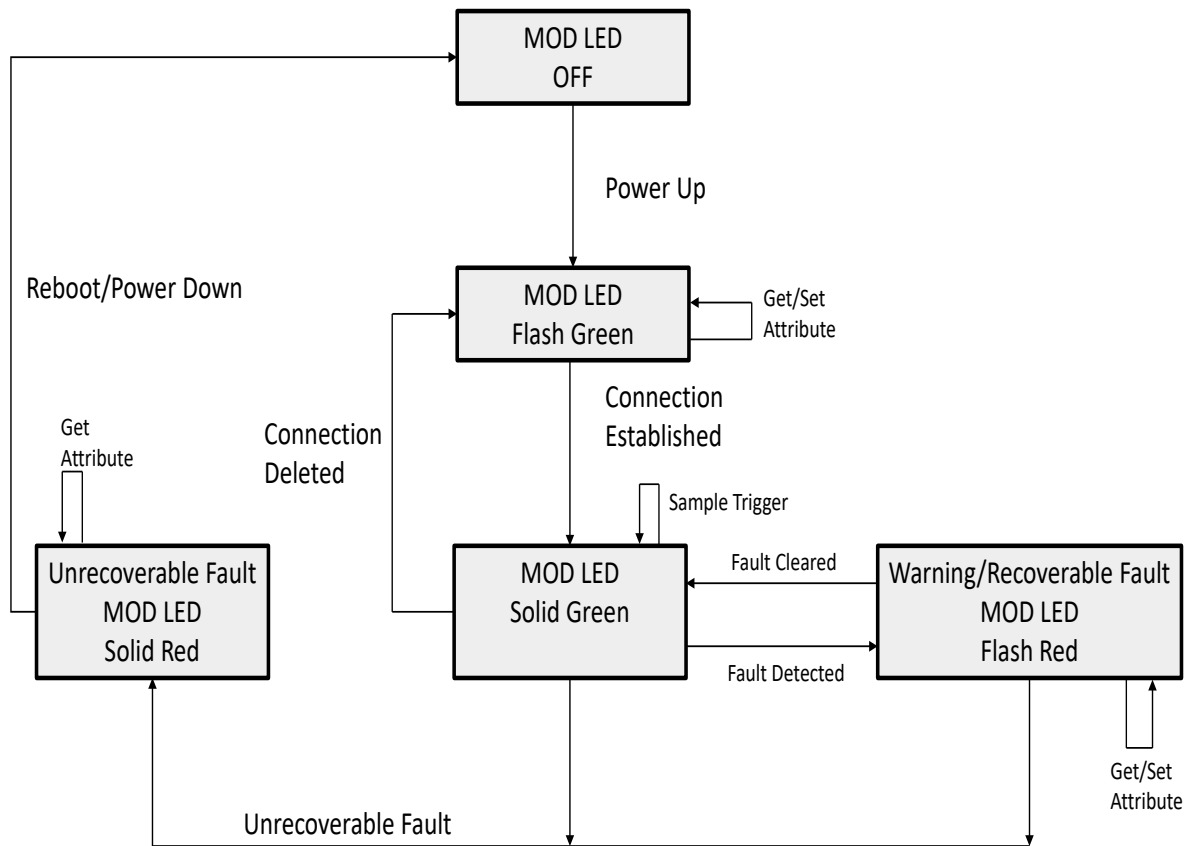 MOD LED
OFF
Power Up
Reboot/Power Down
MOD LED
Flash Green
Get/Set
Attribute
Connection
Established
Connection
Deleted
Get
Attribute
Sample Trigger
Unrecoverable Fault
MOD LED
Solid Red
MOD LED
Solid Green
Fault Cleared
Fault Detected
Warning/Recoverable Fault
MOD LED
Flash Red
Get/Set
Attribute
Unrecoverable Fault